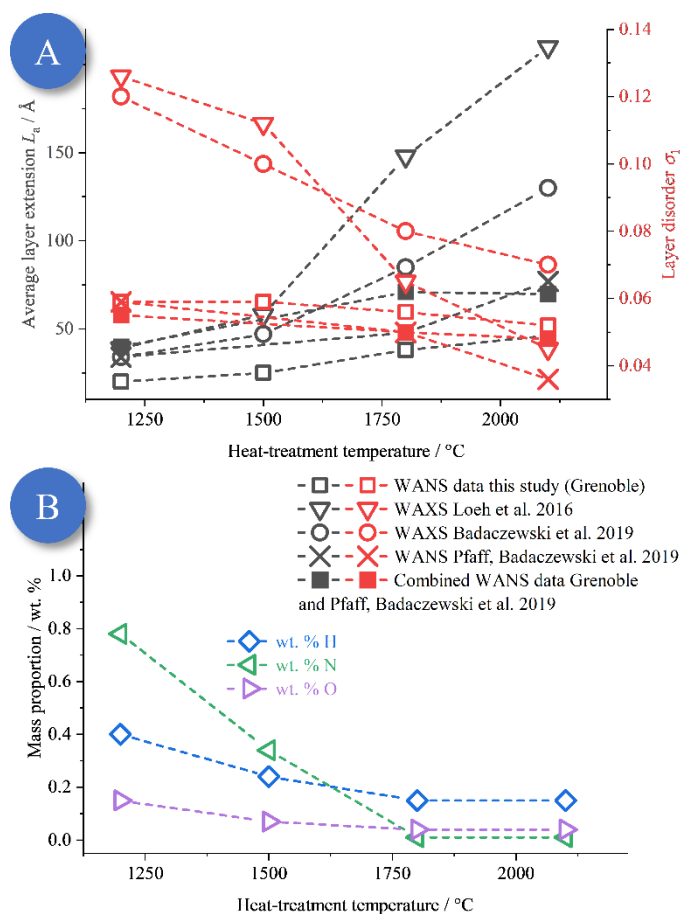 A
Average layer extension Lₐ / Å
150
100
50
0.14
0.12
0.10
0.08
0.06
0.04
Layer disorder σ₁
1250 1500 1750 2000
Heat-treatment temperature / °C
B
WANS data this study (Grenoble)
WAXS Loeh et al. 2016
WAXS Badaczewski et al. 2019
WANS Pfaff, Badaczewski et al. 2019
Combined WANS data Grenoble
and Pfaff, Badaczewski et al. 2019
Mass proportion / wt. %
1.0
0.8
0.6
0.4
0.2
0.0
wt. % H
wt. % N
wt. % O
1250 1500 1750 2000
Heat-treatment temperature / °C